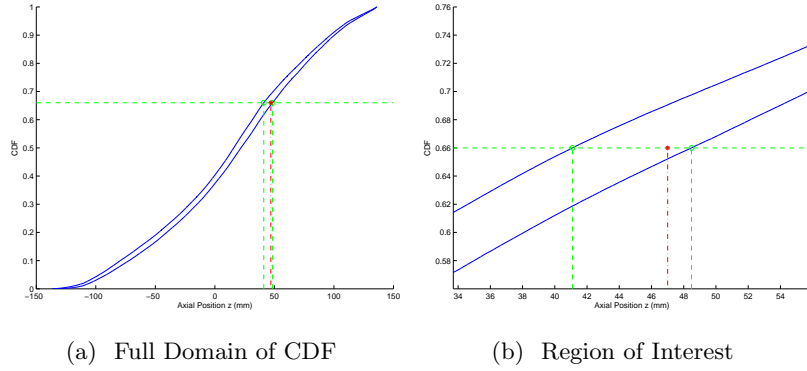 1
0.9
0.8
0.7
0.6
0.5
0.4
0.3
0.2
0.1
0
CDF
−150 −100 −50 0 50 100 150
Axial Position z (mm)
(a) Full Domain of CDF
0.76
0.74
0.72
0.7
0.68
0.66
0.64
0.62
0.6
0.58
CDF
34 36 38 40 42 44 46 48 50 52 54
Axial Position z (mm)
(b) Region of Interest